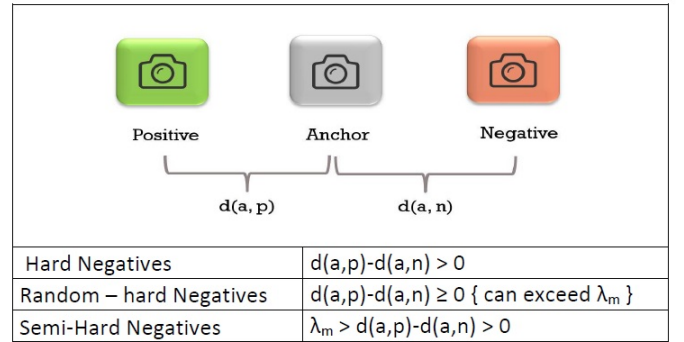 Positive Anchor Negative
d(a, p) d(a, n)
Hard Negatives d(a,p)-d(a,n) > 0
Random – hard Negatives d(a,p)-d(a,n) ≥ 0 { can exceed λₘ }
Semi-Hard Negatives λₘ > d(a,p)-d(a,n) > 0